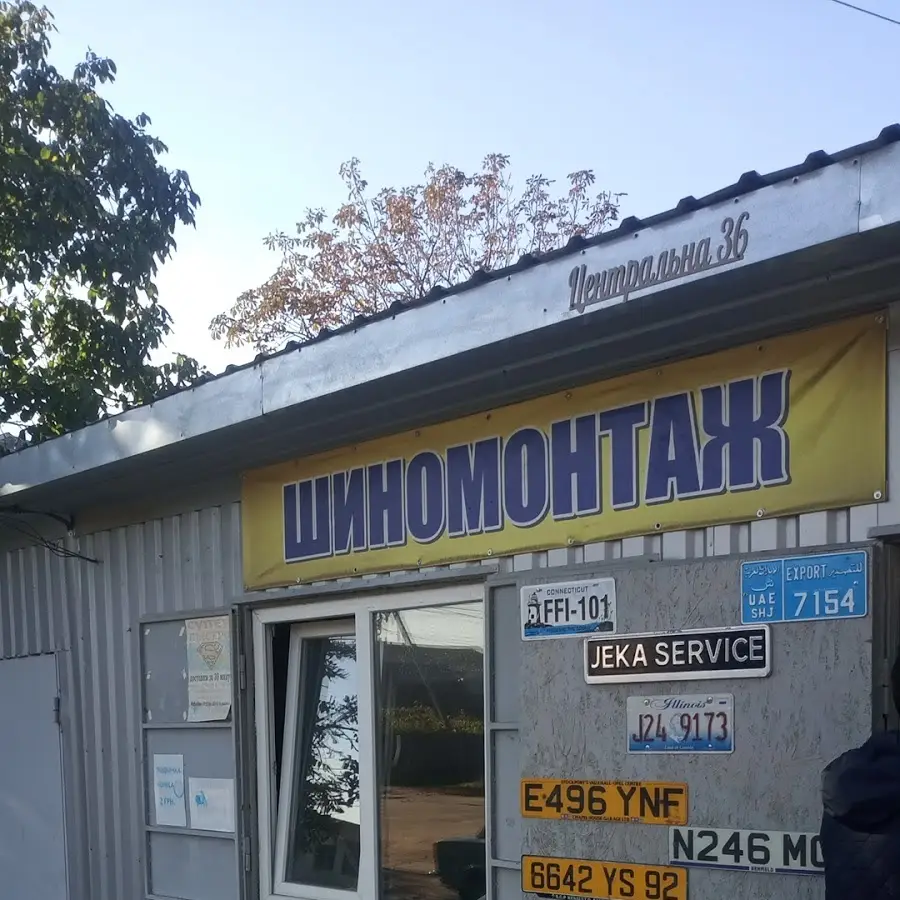 Центральна 36
ШИНОМОНТАЖ
CONNECTICUT
FFI-101
UAE
SHJ
EXPORT
7154
JEKA SERVICE
Illinois
J24 9173
E496 YNF
N246 MO
6642 YS 92